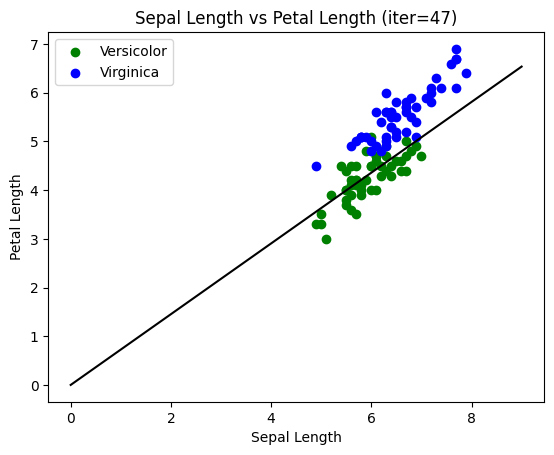 Sepal Length vs Petal Length (iter=47)
Versicolor
Virginica
7
6
5
4
3
2
1
0
Petal Length
0 2 4 6 8
Sepal Length